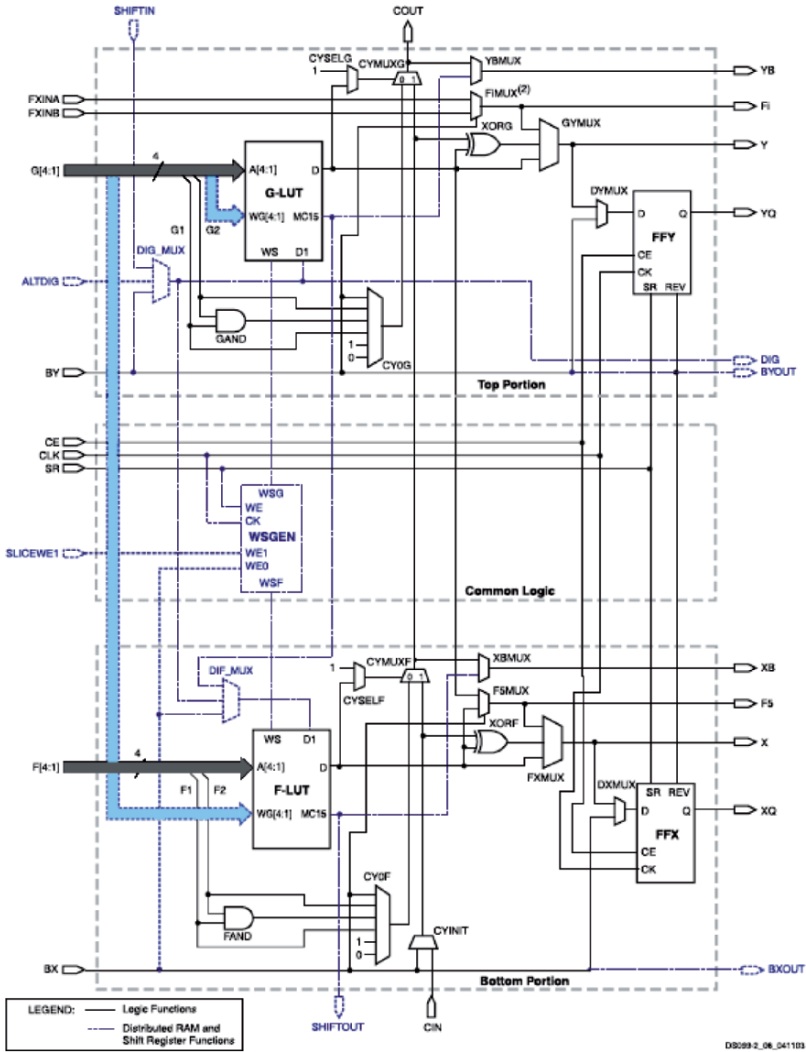 SHIFTIN
COUT
CYSELG
CYMUXG
YBMUX
1
0 1
YB
FXINA
FXINB
FiMUX(2)
Fi
XORG
GYMUX
Y
G[4:1]
4
A[4:1]
D
G-LUT
WG[4:1]
MC15
WS
D1
G1
G2
DYMUX
D
Q
YQ
FFY
CE
CK
SR
REV
DIG_MUX
ALTDIG
GAND
1
0
CY0G
DIG
BY
BYOUT
Top Portion
CE
CLK
SR
WSG
WE
CK
WSGEN
SLICEWE1
WE1
WE0
WSF
Common Logic
CYMUXF
XBMUX
1
0 1
XB
DIF_MUX
CYSELF
F5MUX
F5
WS
D1
XORF
F[4:1]
4
A[4:1]
D
F-LUT
X
FXMUX
F1
F2
WG[4:1]
MC15
DXMUX
SR
REV
D
Q
XQ
FFX
CE
CK
CY0F
FAND
1
0
CYINIT
BX
BXOUT
Bottom Portion
LEGEND:
Logic Functions
Distributed RAM and
Shift Register Functions
SHIFTOUT
CIN
DS099-2_06_041103